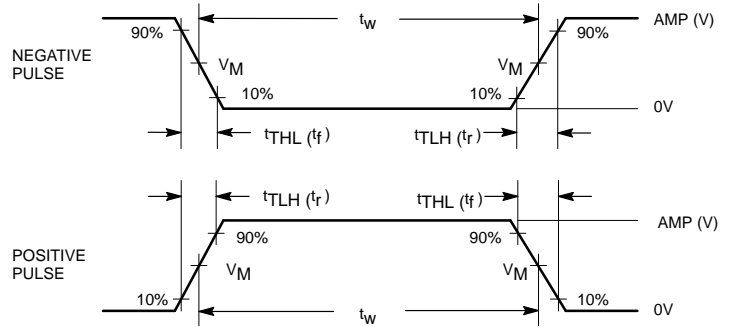 tW
AMP (V)
90%
90%
NEGATIVE
PULSE
VM
VM
10%
10%
0V
tTHL (tf)
tTLH (tr)
tTLH (tr)
tTHL (tf)
AMP (V)
90%
90%
POSITIVE
PULSE
VM
VM
10%
10%
0V
tW